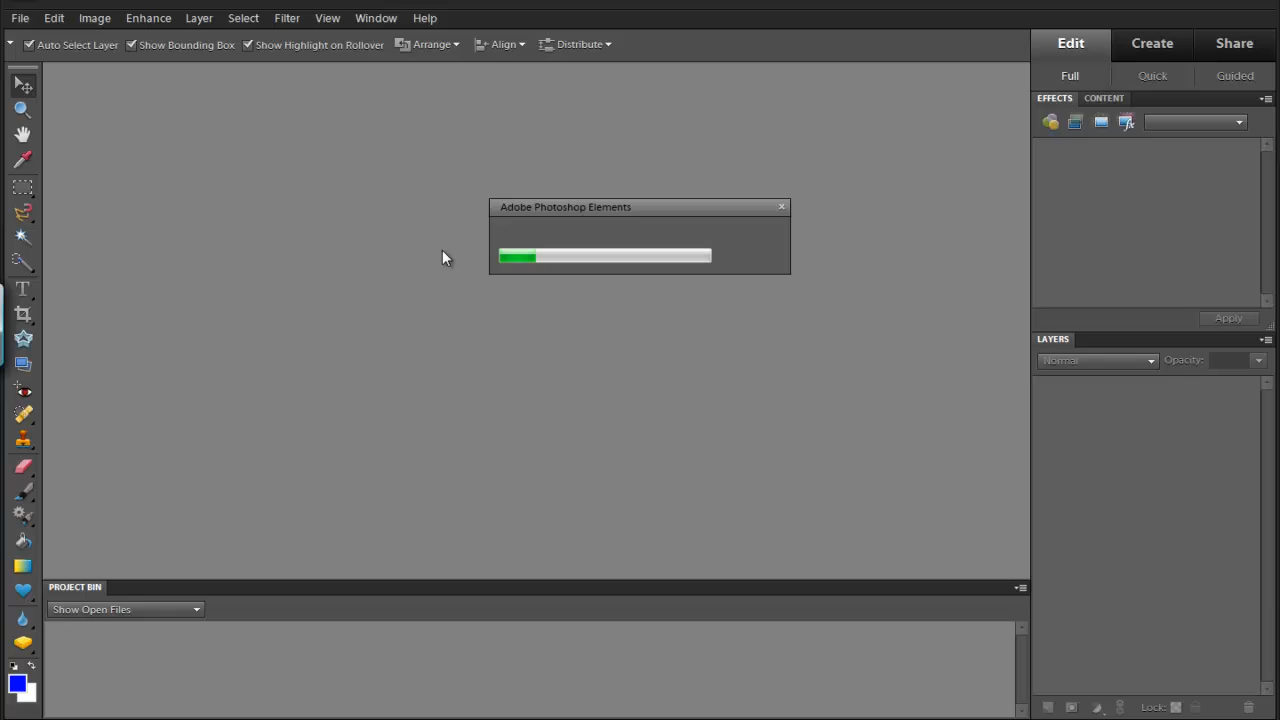 File Edit Image Enhance Layer Select Filter View Window Help
Auto Select Layer Show Bounding Box Show Highlight on Rollover Arrange Align Distribute
Edit Create Share
Full Quick Guided
EFFECTS CONTENT
Adobe Photoshop Elements
Apply
LAYERS
Normal Opacity:
PROJECT BIN
Show Open Files
Lock: